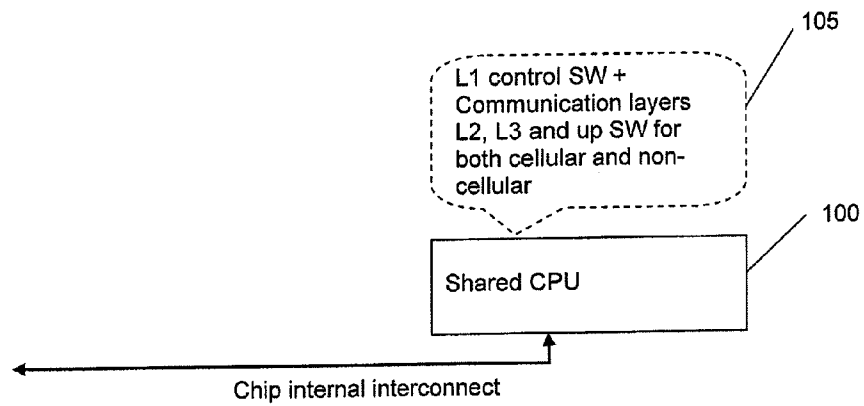 105
L1 control SW +
Communication layers
L2, L3 and up SW for
both cellular and non-
cellular
100
Shared CPU
Chip internal interconnect